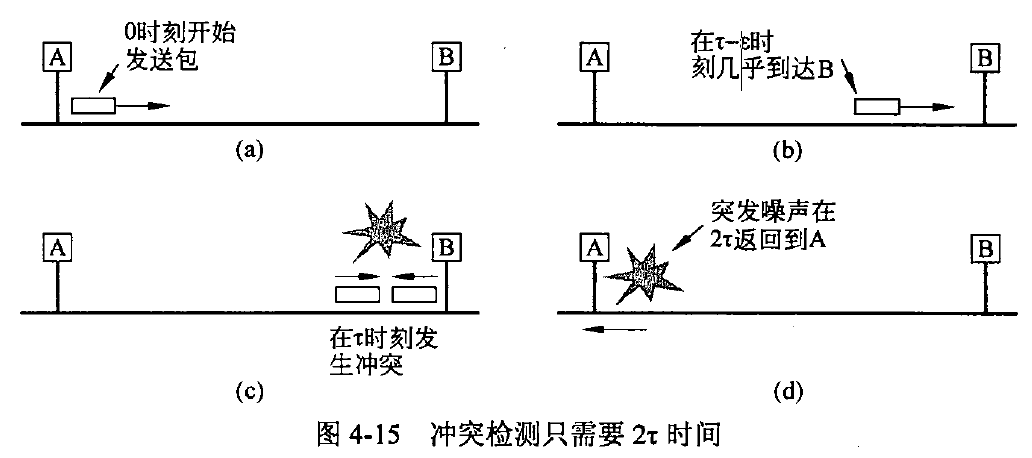 A
0时刻开始
发送包
B
(a)
A
在τ−ε时
刻几乎到达B
B
(b)
A
B
在τ时刻发
生冲突
(c)
A
突发噪声在
2τ返回到A
B
(d)
图 4-15 冲突检测只需要 2τ 时间